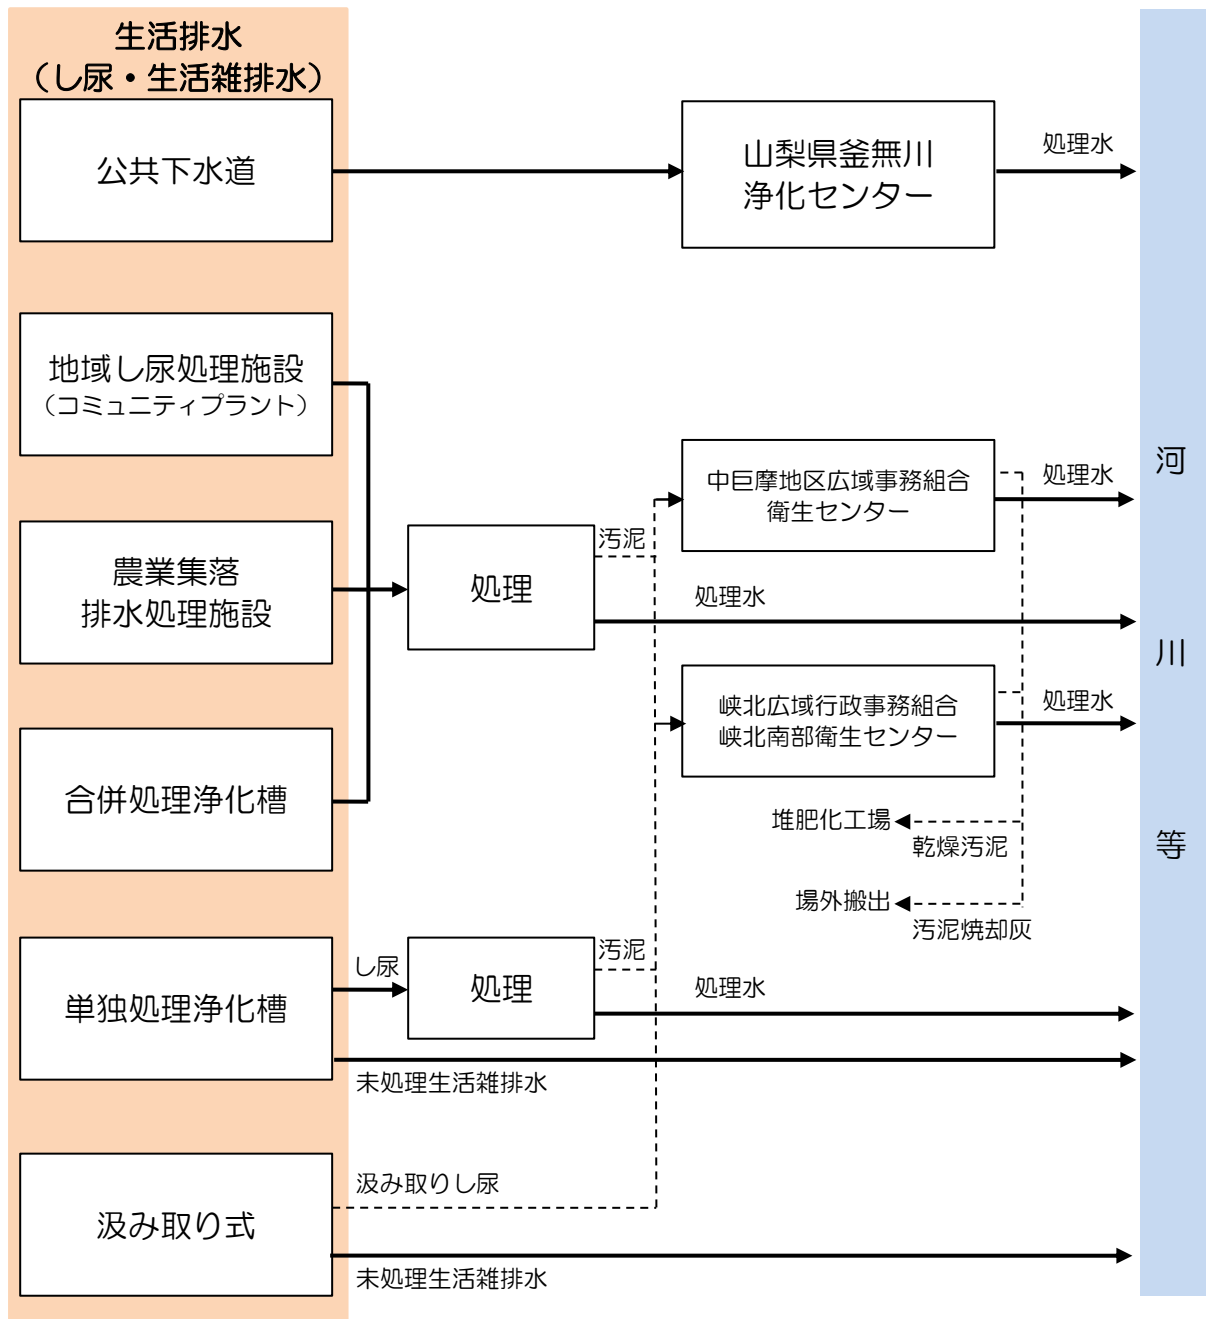 生活排水
（し尿・生活雑排水）
公共下水道
山梨県釜無川
浄化センター
処理水
地域し尿処理施設
（コミュニティプラント）
農業集落
排水処理施設
合併処理浄化槽
処理
汚泥
処理水
中巨摩地区広域事務組合
衛生センター
処理水
峡北広域行政事務組合
峡北南部衛生センター
処理水
堆肥化工場
乾燥汚泥
場外搬出
汚泥焼却灰
単独処理浄化槽
し尿
処理
汚泥
処理水
未処理生活雑排水
汲み取り式
汲み取りし尿
未処理生活雑排水
河
川
等